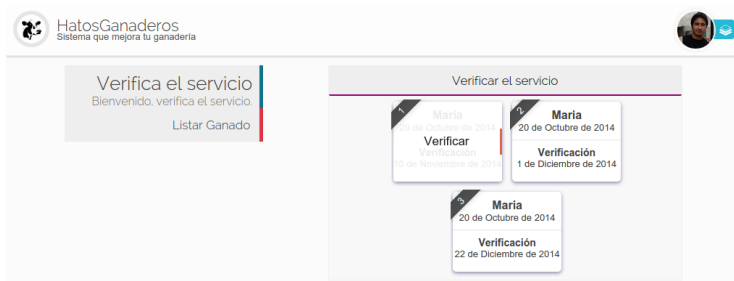 HatosGanaderos
Sistema que mejora tu ganadería
Verifica el servicio
Bienvenido, verifica el servicio.
Listar Ganado
Verificar el servicio
1
Maria
20 de Octubre de 2014
Verificar
Verificación
10 de Noviembre de 2014
2
Maria
20 de Octubre de 2014
Verificación
1 de Diciembre de 2014
3
Maria
20 de Octubre de 2014
Verificación
22 de Diciembre de 2014